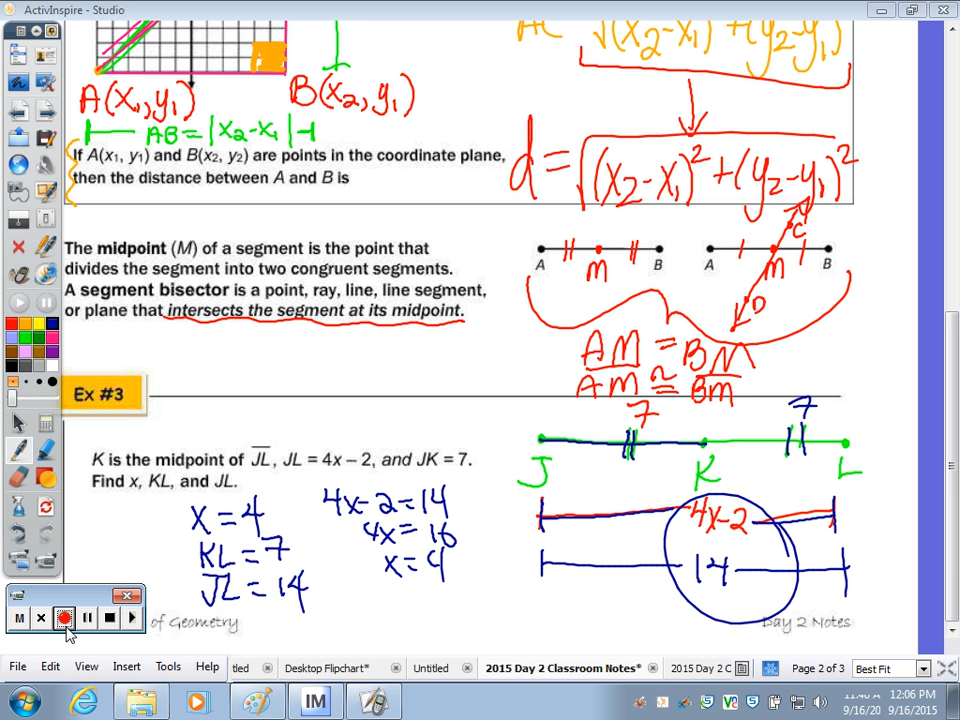 ActivInspire - Studio
AC √(x2-x1) +(y2-y1)
A(x1,y1) B(x2,y1)
AB = |x2-x1|
If A(x1, y1) and B(x2, y2) are points in the coordinate plane,
then the distance between A and B is
d = √(x2-x1)² + (y2-y1)²
The midpoint (M) of a segment is the point that
divides the segment into two congruent segments.
A segment bisector is a point, ray, line, line segment,
or plane that intersects the segment at its midpoint.
A M B A M B
C
D
AM = BM
AM ≅ BM
Ex #3
7 7
K is the midpoint of JL, JL = 4x – 2, and JK = 7.
Find x, KL, and JL.
J K L
x = 4
KL = 7
JL = 14
4x-2=14
4x= 16
x= 4
4x-2
14
M
of Geometry
Day 2 Notes
File Edit View Insert Tools Help
tled Desktop Flipchart* Untitled 2015 Day 2 Classroom Notes* 2015 Day 2 C Page 2 of 3 Best Fit
IM
12:06 PM
9/16/2015